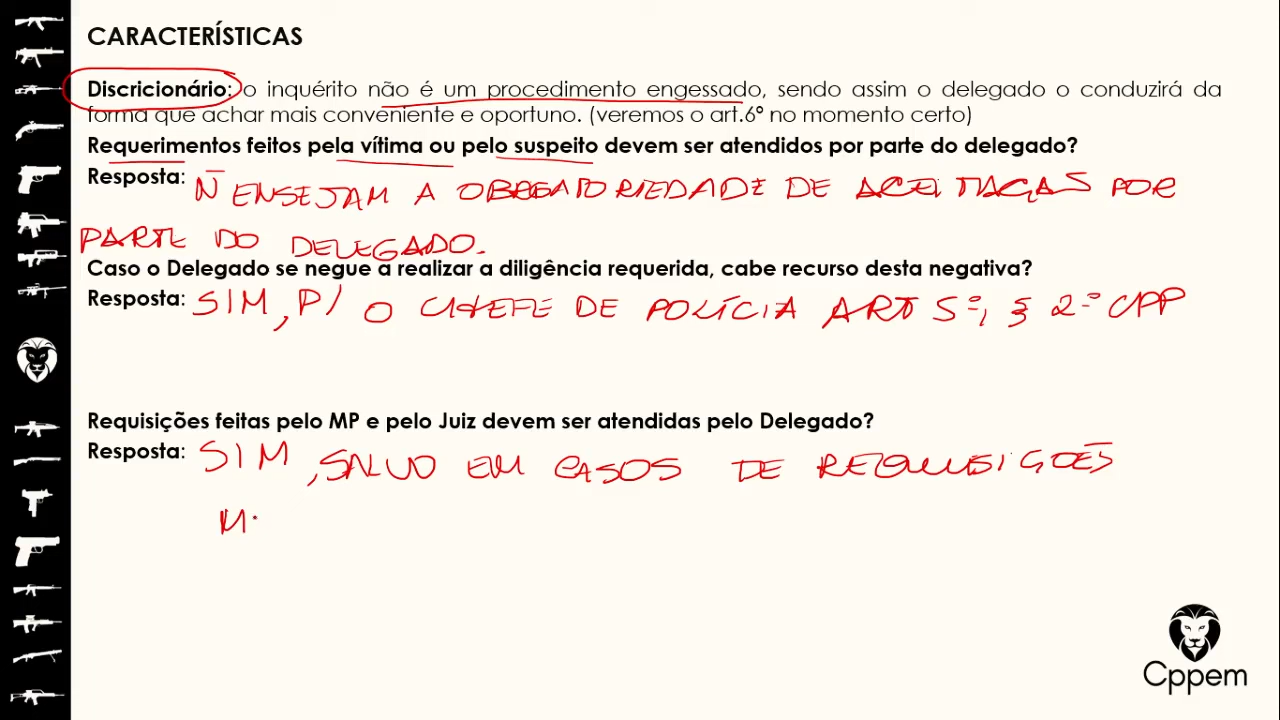 CARACTERÍSTICAS
Discricionário: o inquérito não é um procedimento engessado, sendo assim o delegado o conduzirá da
forma que achar mais conveniente e oportuno. (veremos o art.6º no momento certo)
Requerimentos feitos pela vítima ou pelo suspeito devem ser atendidos por parte do delegado?
Resposta: Ñ ENSEJAM A OBRGATORIEDADE DE ACEITAÇAS POR
PARTE DO DELEGADO.
Caso o Delegado se negue a realizar a diligência requerida, cabe recurso desta negativa?
Resposta: SIM, P/ O CHEFE DE POLÍCIA ART 5º, § 2º CPP
Requisições feitas pelo MP e pelo Juiz devem ser atendidas pelo Delegado?
Resposta: SIM, SALVO EM CASOS DE REQUISIÇÕES
M
Cppem